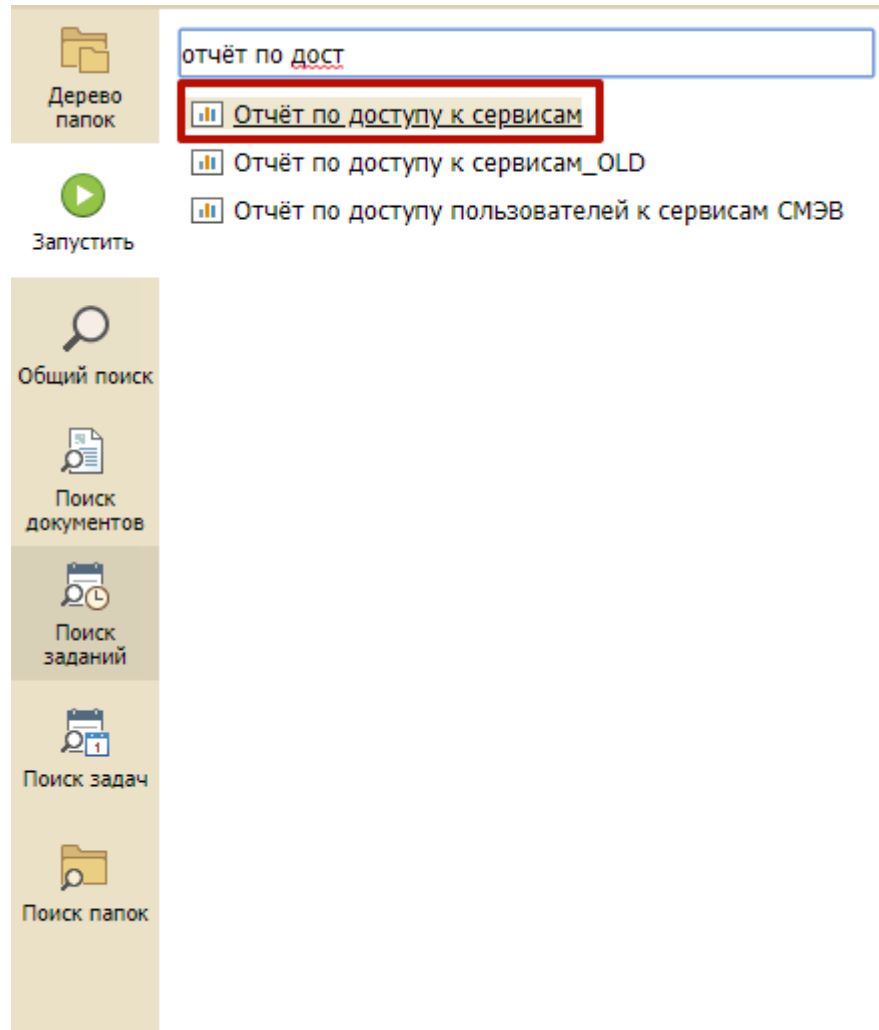 Дерево
папок
Запустить
Общий поиск
Поиск
документов
Поиск
заданий
1
Поиск задач
Поиск папок
отчёт по дост
Отчёт по доступу к сервисам
Отчёт по доступу к сервисам_OLD
Отчёт по доступу пользователей к сервисам СМЭВ